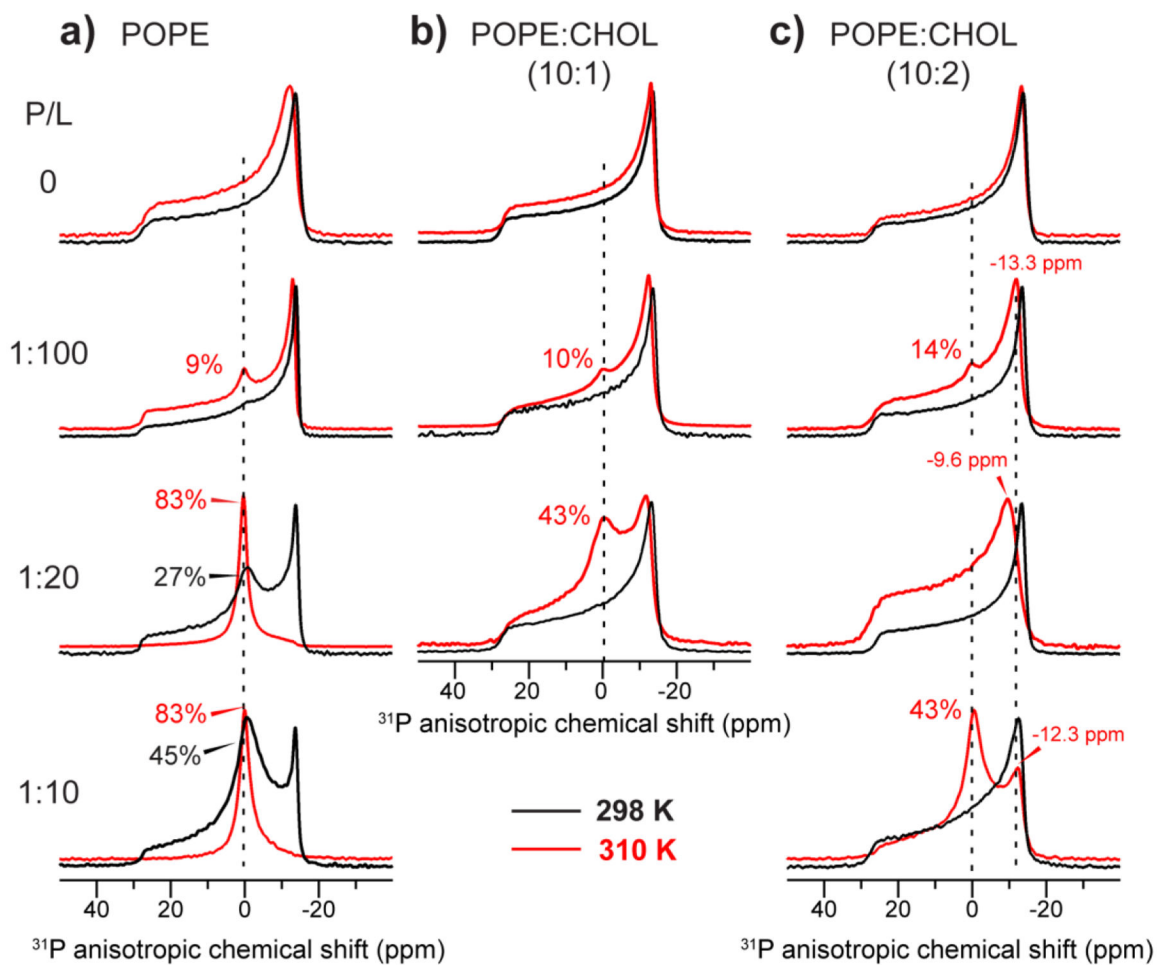 a) POPE
b) POPE:CHOL
(10:1)
c) POPE:CHOL
(10:2)
P/L
0
1:100
9%
10%
14%
-13.3 ppm
1:20
83%
27%
43%
-9.6 ppm
40 20 0 -20
³¹P anisotropic chemical shift (ppm)
1:10
83%
45%
43%
-12.3 ppm
298 K
310 K
40 20 0 -20
³¹P anisotropic chemical shift (ppm)
40 20 0 -20
³¹P anisotropic chemical shift (ppm)